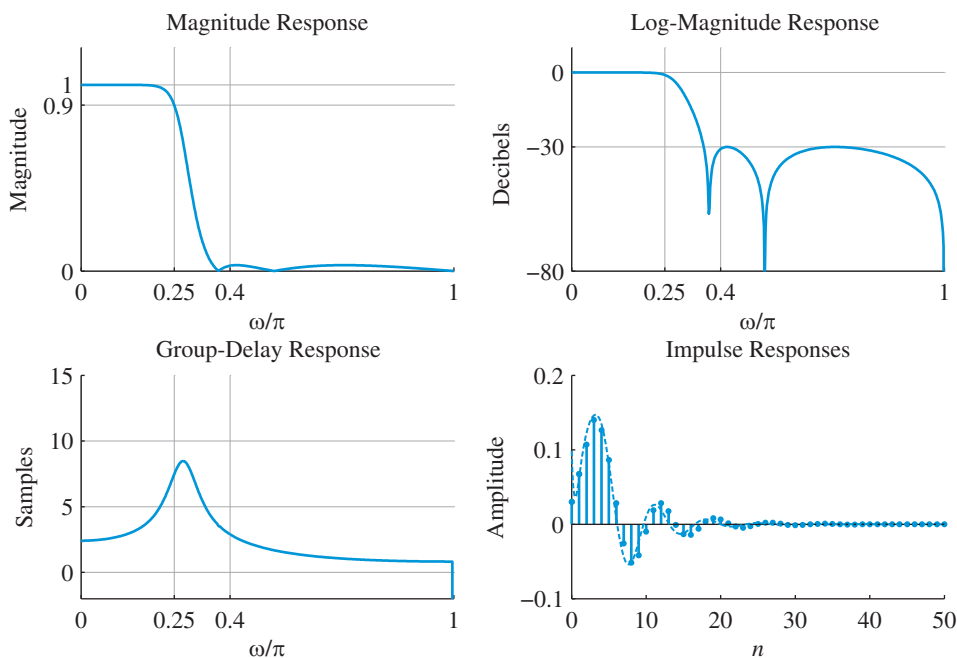 Magnitude Response
Magnitude
1
0.9
0
0
0.25
0.4
1
ω/π
Log-Magnitude Response
Decibels
0
−30
−80
0
0.25
0.4
1
ω/π
Group-Delay Response
Samples
15
10
5
0
0
0.25
0.4
1
ω/π
Impulse Responses
Amplitude
0.2
0.1
0
−0.1
0
10
20
30
40
50
n